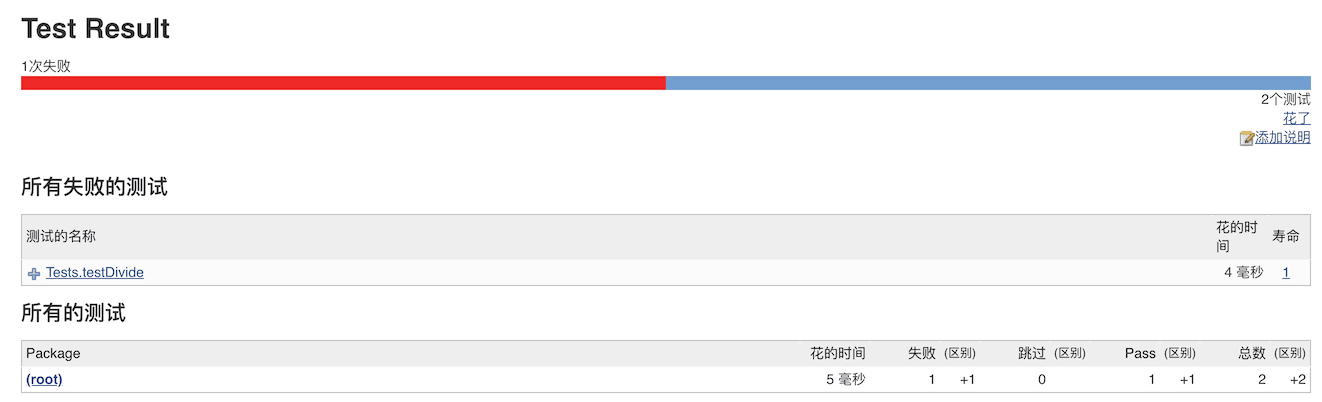 Test Result
1次失败
2个测试
花了
添加说明
所有失败的测试
测试的名称 花的时间 寿命
Tests.testDivide 4 毫秒 1
所有的测试
Package 花的时间 失败 (区别) 跳过 (区别) Pass (区别) 总数 (区别)
(root) 5 毫秒 1 +1 0 1 +1 2 +2